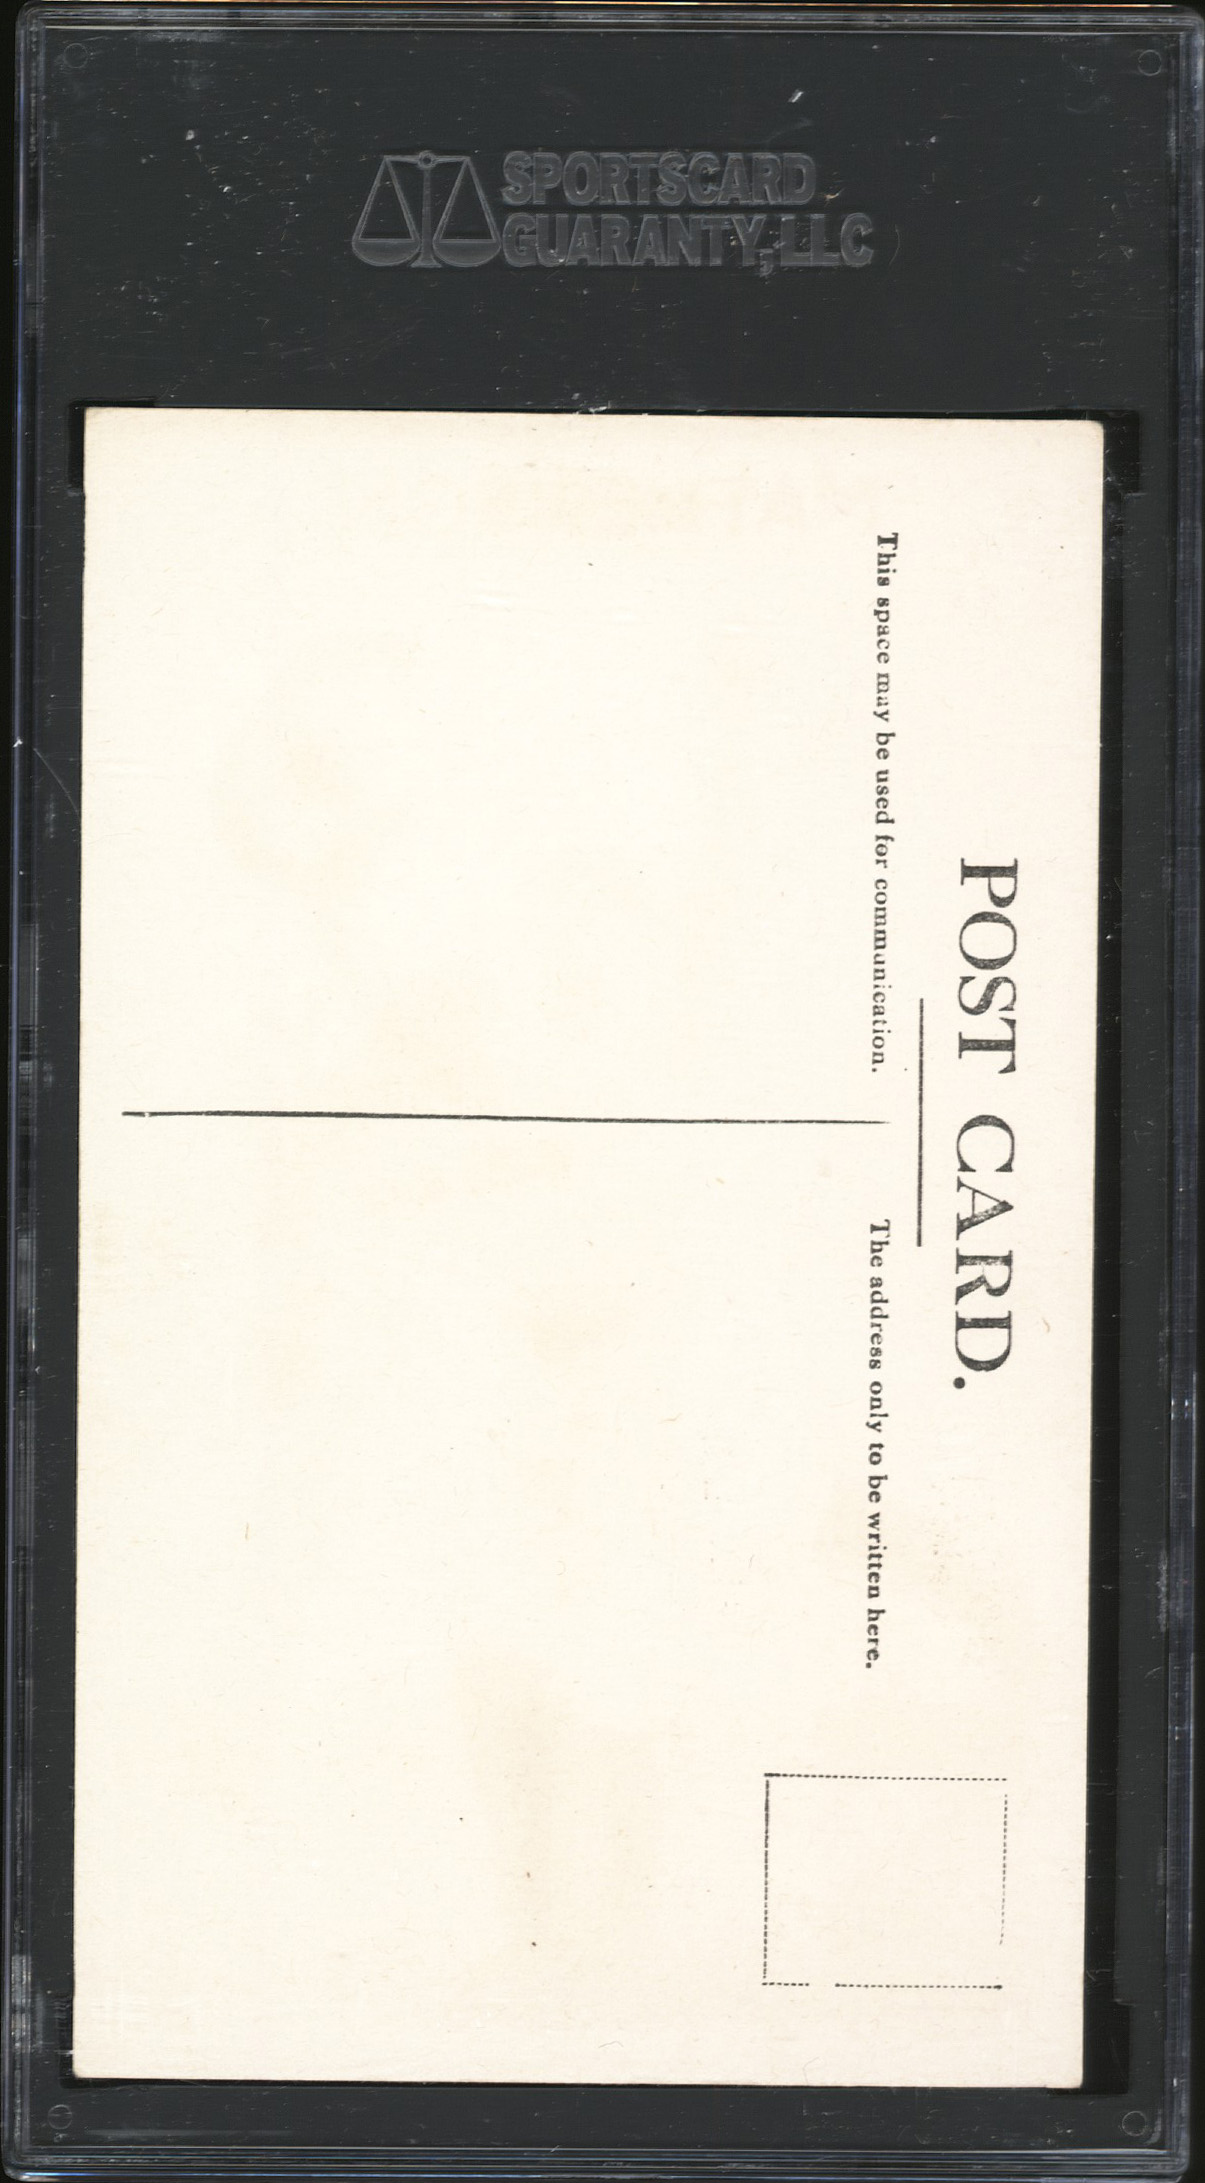 SPORTSCARD
GUARANTY, LLC
POST CARD.
This space may be used for communication.
The address only to be written here.